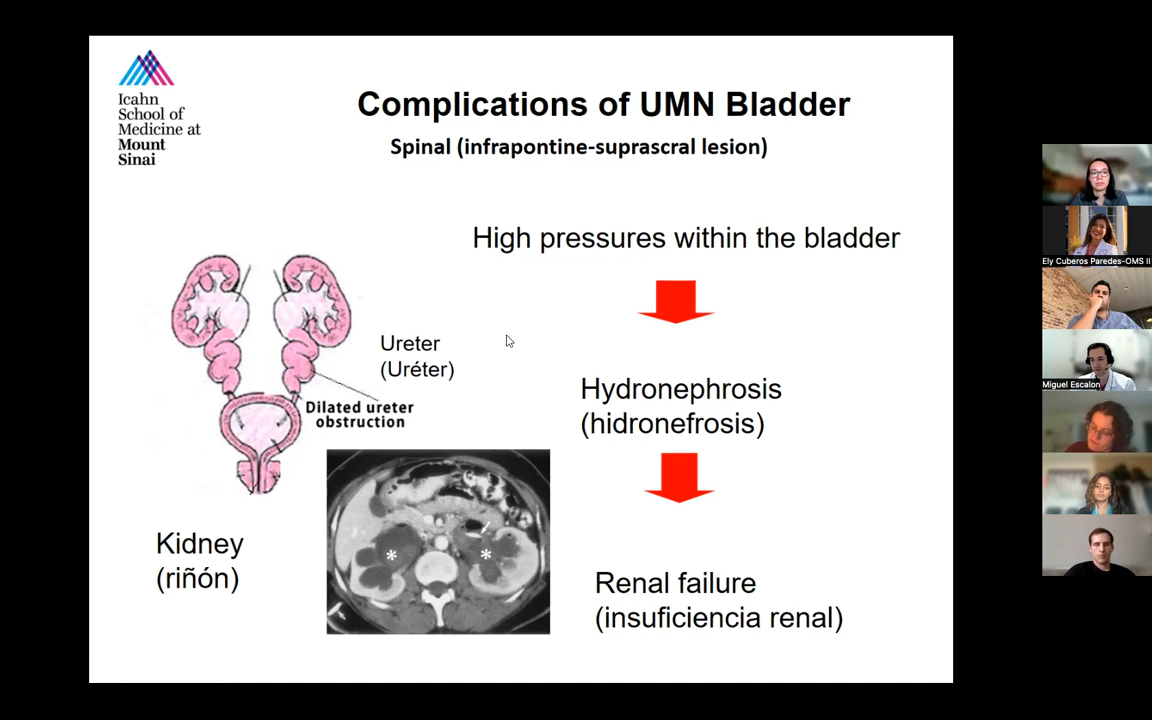 Icahn
School of
Medicine at
Mount
Sinai
Complications of UMN Bladder
Spinal (infrapontine-suprascral lesion)
High pressures within the bladder
Ureter
(Uréter)
Dilated ureter
obstruction
Hydronephrosis
(hidronefrosis)
Kidney
(riñón)
* *
Renal failure
(insuficiencia renal)
Ely Cuberos Paredes-OMS II
Miguel Escalon